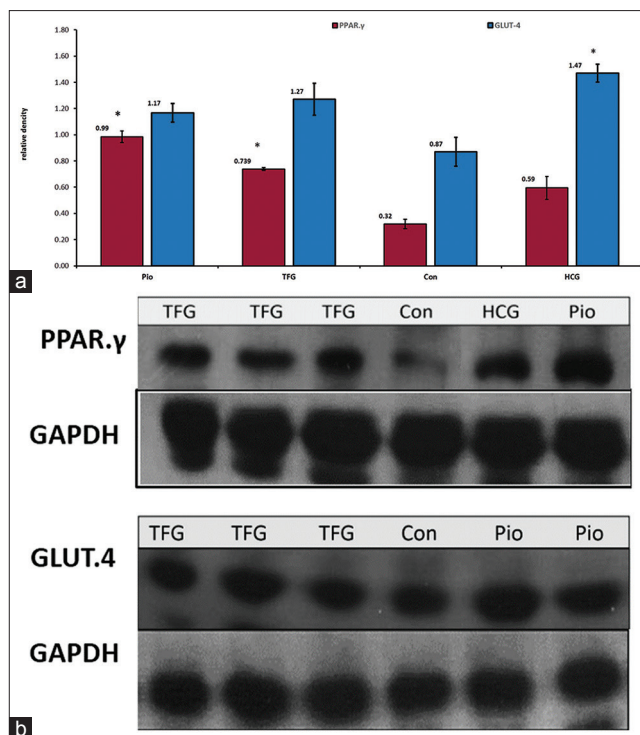 PPAR.γ GLUT-4
1.80
1.60
1.40
1.20
1.00
0.80
0.60
0.40
0.20
0.00
relative dencity
0.99 * 1.17 0.739 * 1.27 0.32 0.87 0.59 1.47 *
Pio TFG Con HCG
a
TFG TFG TFG Con HCG Pio
PPAR.γ
GAPDH
TFG TFG TFG Con Pio Pio
GLUT.4
GAPDH
b